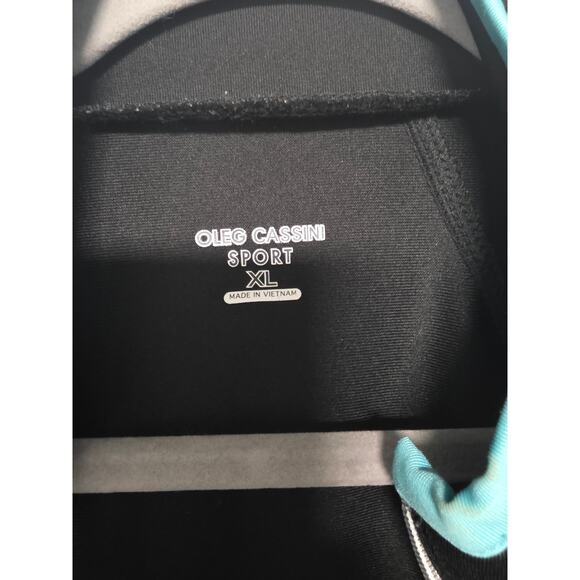 OLEG CASSINI
SPORT
XL
MADE IN VIETNAM